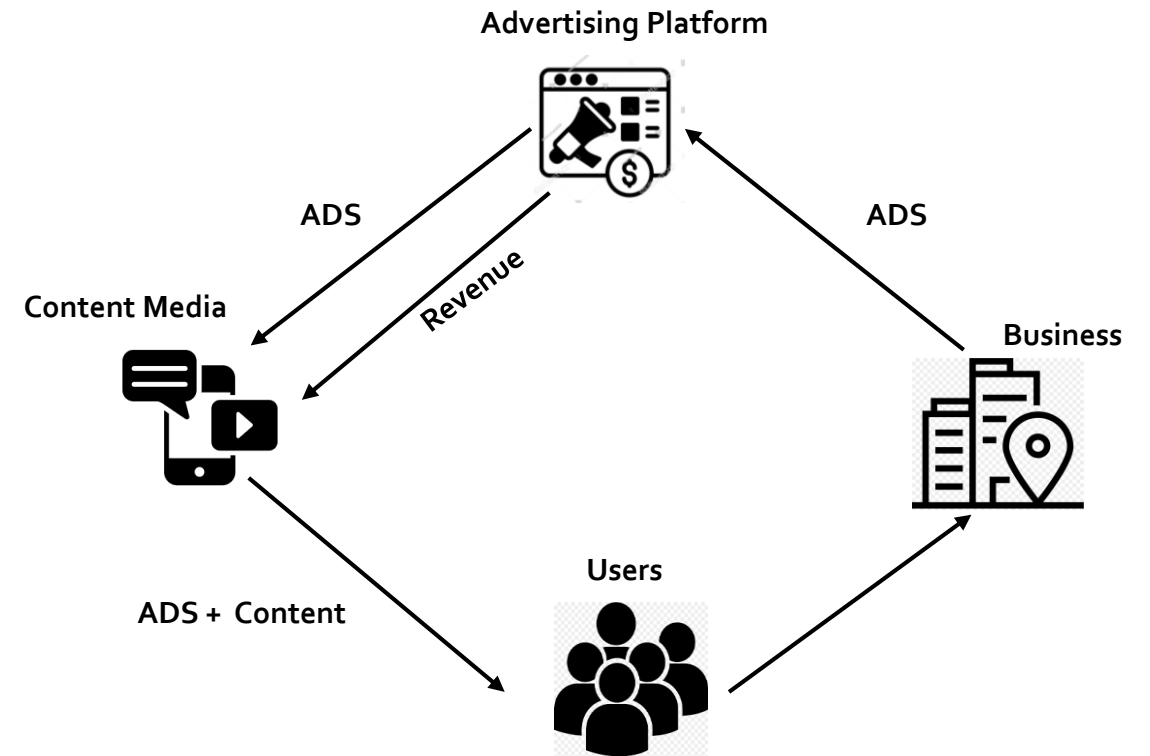 Advertising Platform
$
ADS
ADS
Revenue
Content Media
Business
Users
ADS + Content